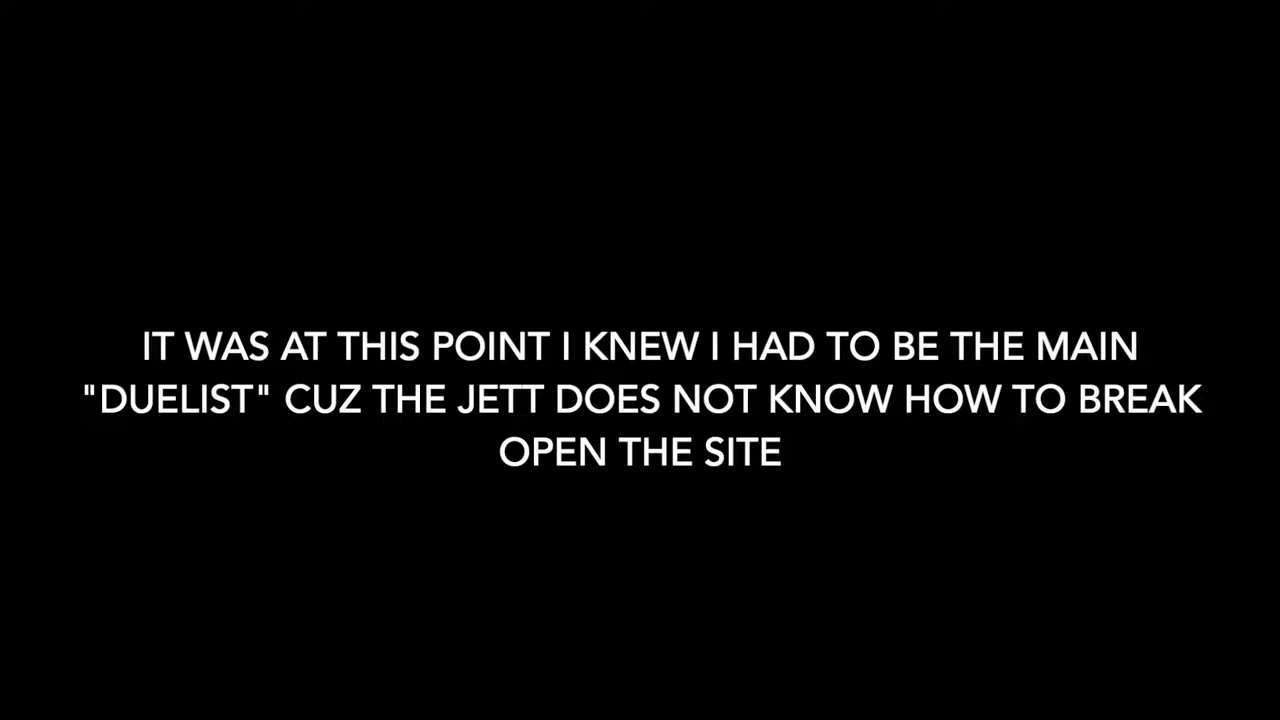 IT WAS AT THIS POINT I KNEW I HAD TO BE THE MAIN
"DUELIST" CUZ THE JETT DOES NOT KNOW HOW TO BREAK
OPEN THE SITE